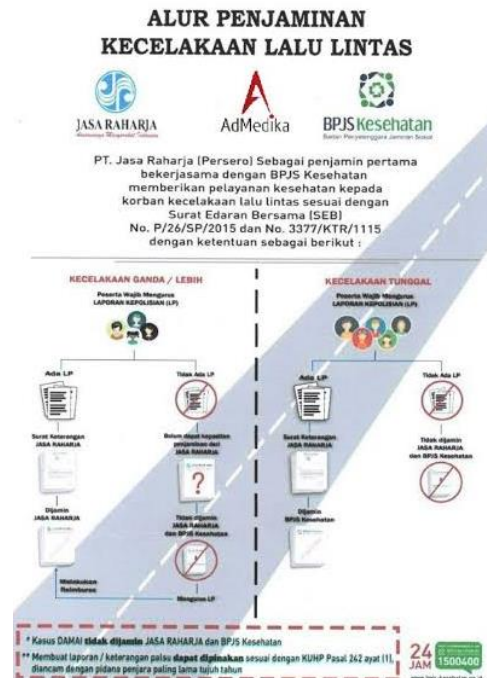 ALUR PENJAMINAN
KECELAKAAN LALU LINTAS
JASA RAHARJA
AdMedika
BPJS Kesehatan
Badan Penyelenggara Jaminan Sosial
PT. Jasa Raharja (Persero) Sebagai penjamin pertama
bekerjasama dengan BPJS Kesehatan
memberikan pelayanan kesehatan kepada
korban kecelakaan lalu lintas sesuai dengan
Surat Edaran Bersama (SEB)
No. P/26/SP/2015 dan No. 3377/KTR/1115
dengan ketentuan sebagai berikut :
KECELAKAAN GANDA / LEBIH
Peserta Wajib Mengurus
LAPORAN KEPOLISIAN (LP)
Ada LP
Tidak Ada LP
Surat Keterangan
JASA RAHARJA
Belum dapat kepastian
penjaminan dari
JASA RAHARJA
?
Dijamin
JASA RAHARJA
Tidak dijamin
JASA RAHARJA
dan BPJS Kesehatan
Melakukan
Reimburse
Mengurus LP
KECELAKAAN TUNGGAL
Peserta Wajib Mengurus
LAPORAN KEPOLISIAN (LP)
Ada LP
Tidak Ada LP
Surat Keterangan
JASA RAHARJA
Tidak dijamin
JASA RAHARJA
dan BPJS Kesehatan
Dijamin
BPJS Kesehatan
* Kasus DAMAI tidak dijamin JASA RAHARJA dan BPJS Kesehatan
** Membuat laporan / keterangan palsu dapat dipinakan sesuai dengan KUHP Pasal 262 ayat (1),
diancam dengan pidana penjara paling lama tujuh tahun
24
JAM
1500400